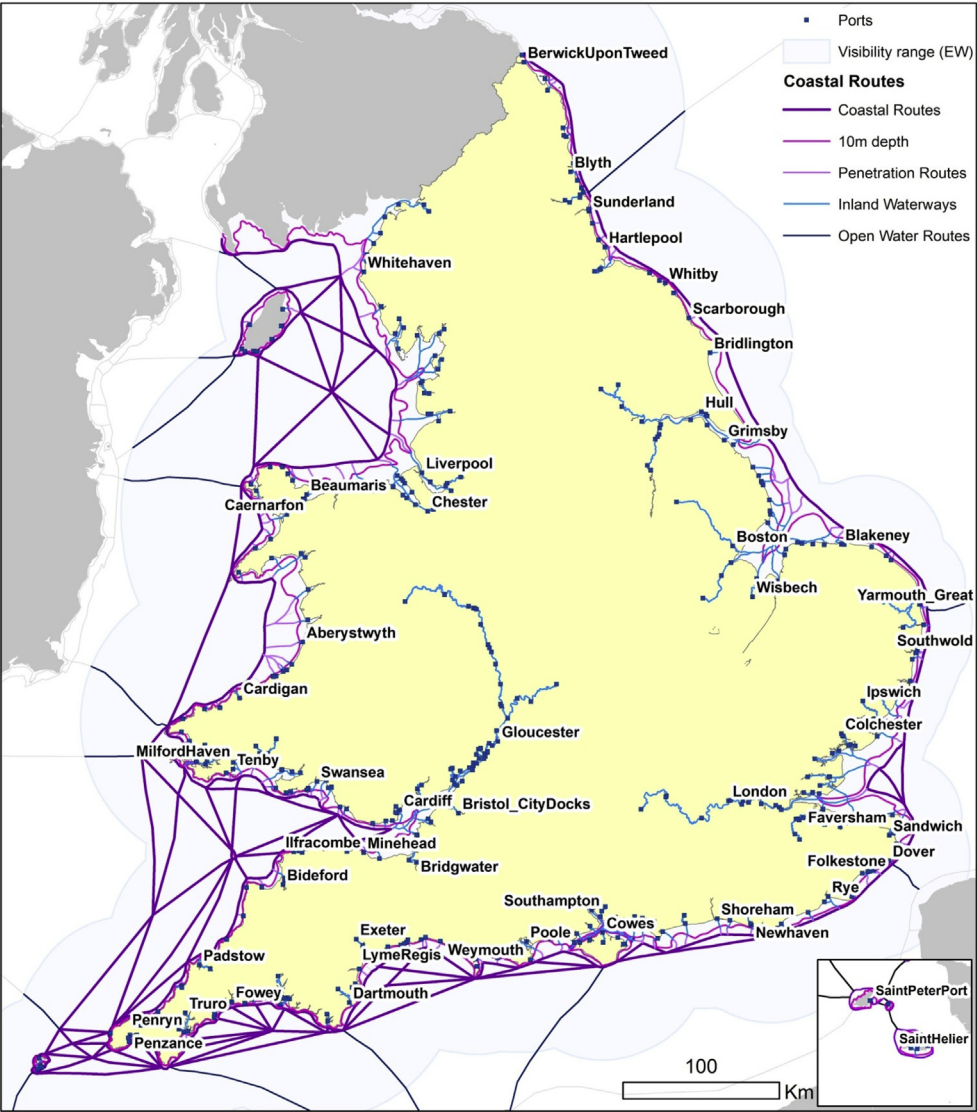 Ports
BerwickUponTweed
Visibility range (EW)
Coastal Routes
Coastal Routes
10m depth
Blyth
Penetration Routes
Sunderland
Inland Waterways
Hartlepool
Open Water Routes
Whitehaven
Whitby
Scarborough
Bridlington
Hull
Grimsby
Liverpool
Beaumaris
Chester
Caernarfon
Boston
Blakeney
Wisbech
Yarmouth_Great
Aberystwyth
Southwold
Cardigan
Ipswich
Colchester
Gloucester
MilfordHaven
Tenby
Swansea
London
Cardiff
Bristol_CityDocks
Faversham
Sandwich
Ilfracombe
Minehead
Dover
Bridgwater
Folkestone
Bideford
Rye
Southampton
Shoreham
Cowes
Exeter
Poole
Newhaven
LymeRegis
Weymouth
Padstow
SaintPeterPort
Fowey
Dartmouth
Truro
Penryn
SaintHelier
Penzance
100
Km